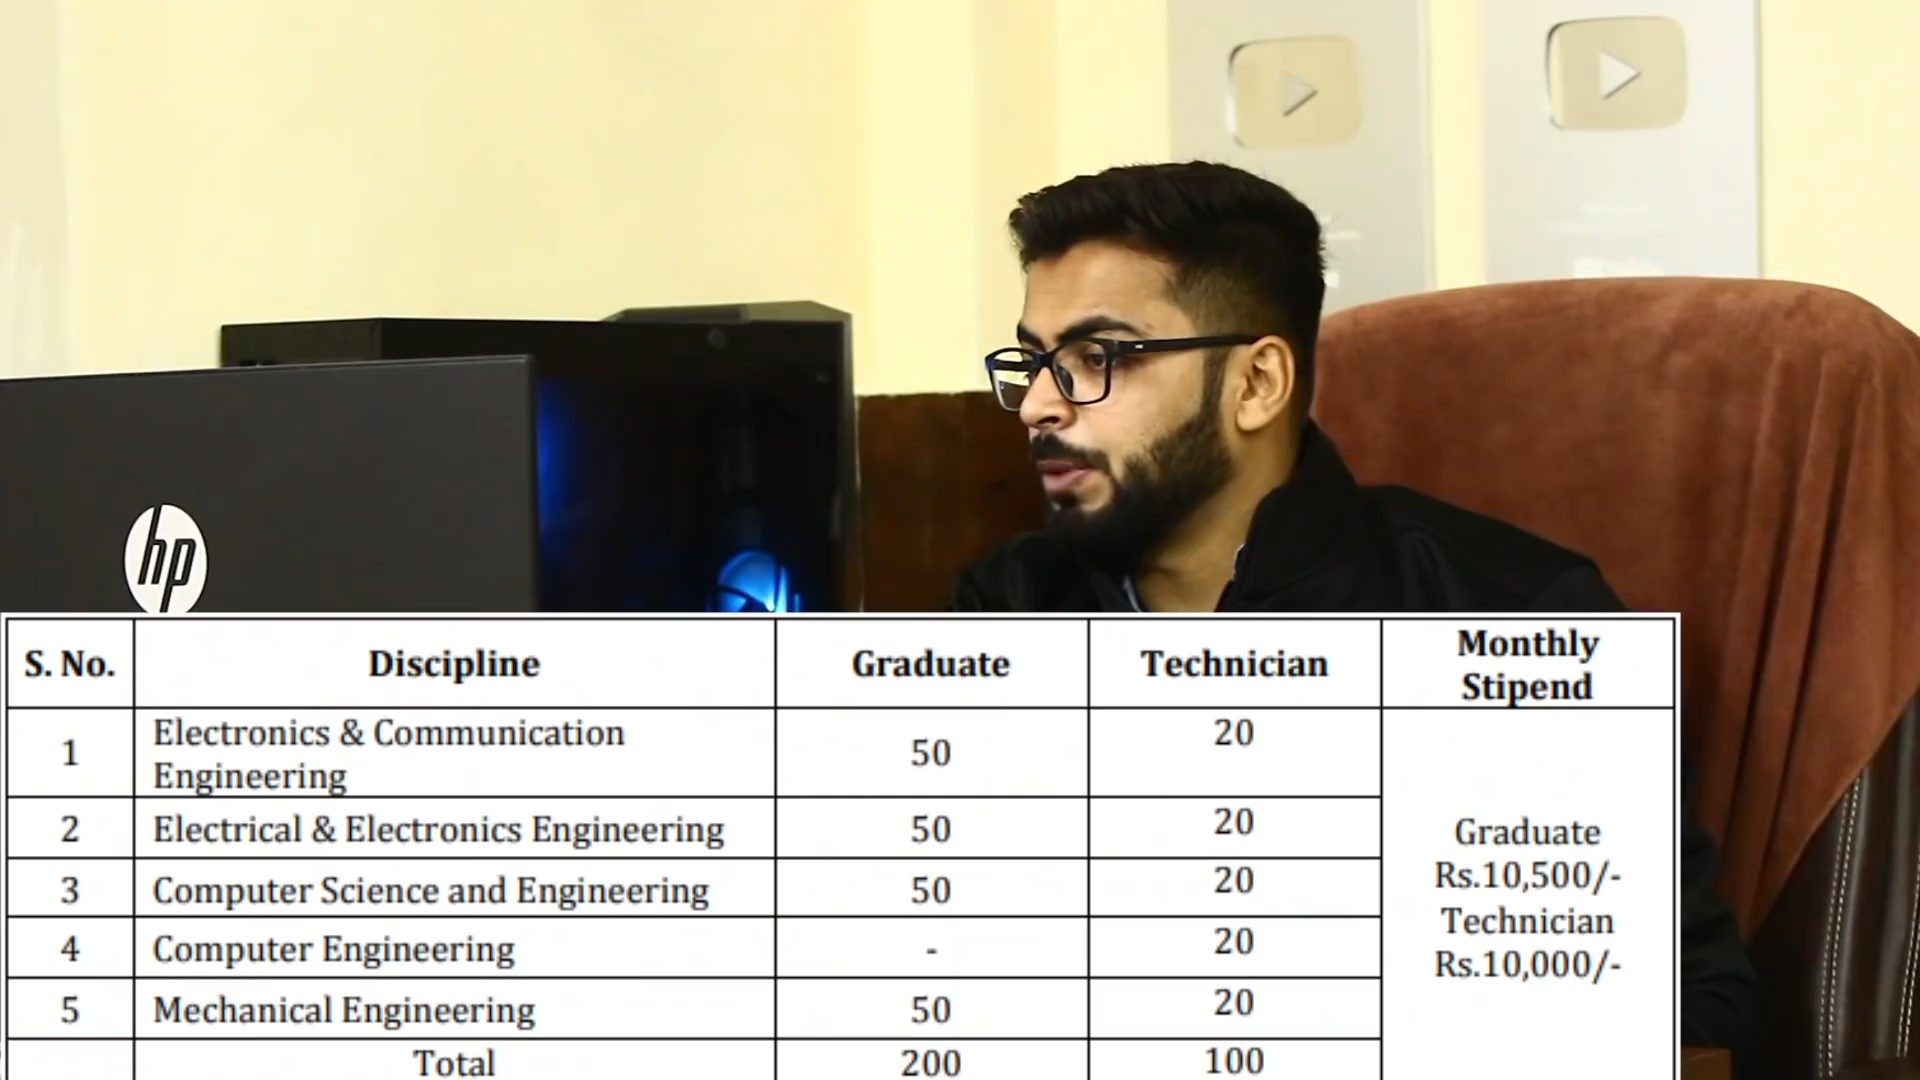 hp
S. No. Discipline Graduate Technician Monthly Stipend
1 Electronics & Communication Engineering 50 20
2 Electrical & Electronics Engineering 50 20
3 Computer Science and Engineering 50 20
4 Computer Engineering - 20
5 Mechanical Engineering 50 20
Graduate
Rs.10,500/-
Technician
Rs.10,000/-
Total 200 100